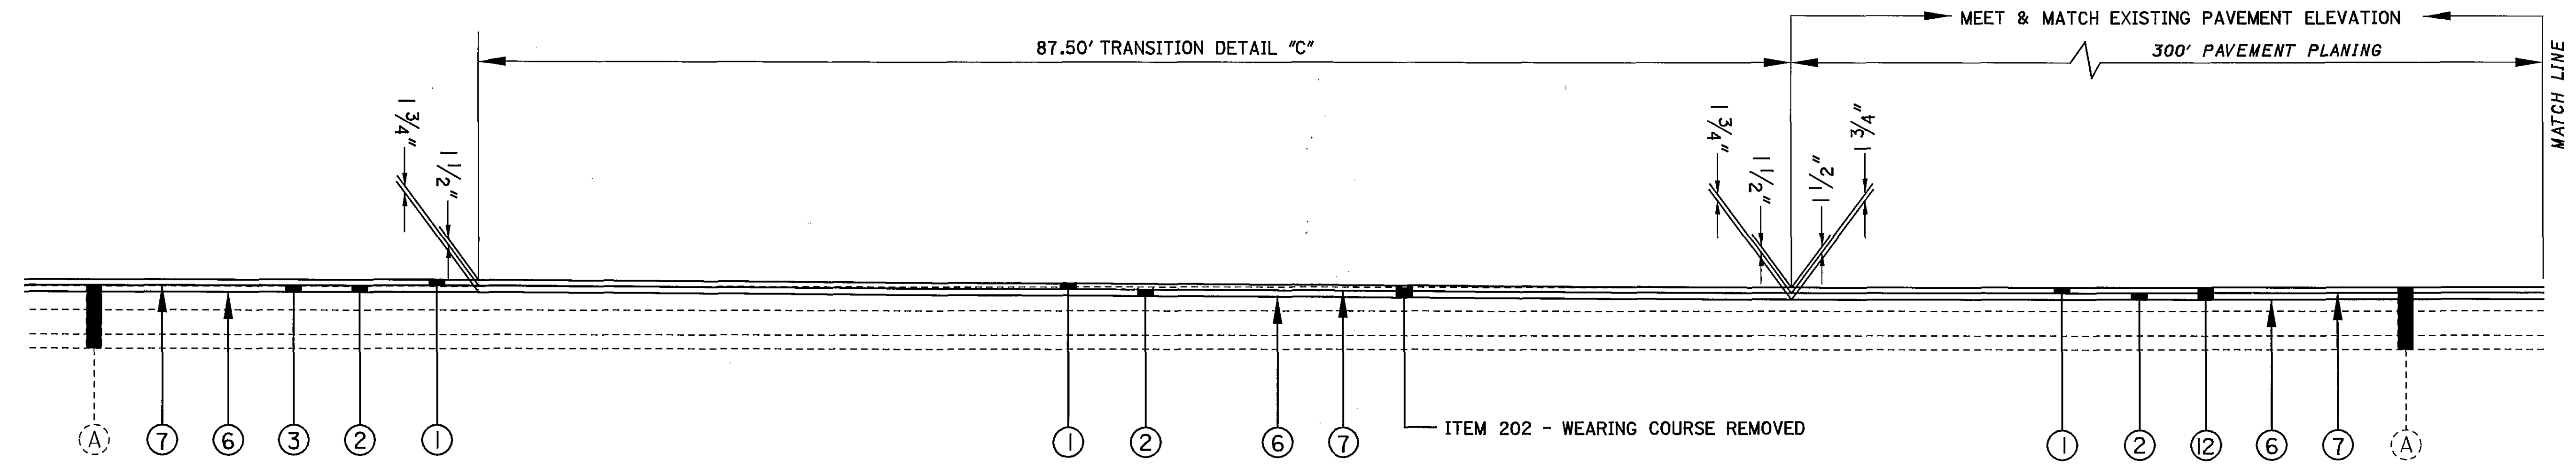 MEET & MATCH EXISTING PAVEMENT ELEVATION
87.50' TRANSITION DETAIL "C"
300' PAVEMENT PLANING
MATCH LINE
1 3/4"
1 1/2"
1 3/4"
1 1/2"
1 1/2"
1 3/4"
A
7
6
3
2
1
1
2
6
7
ITEM 202 - WEARING COURSE REMOVED
1
2
12
6
7
A